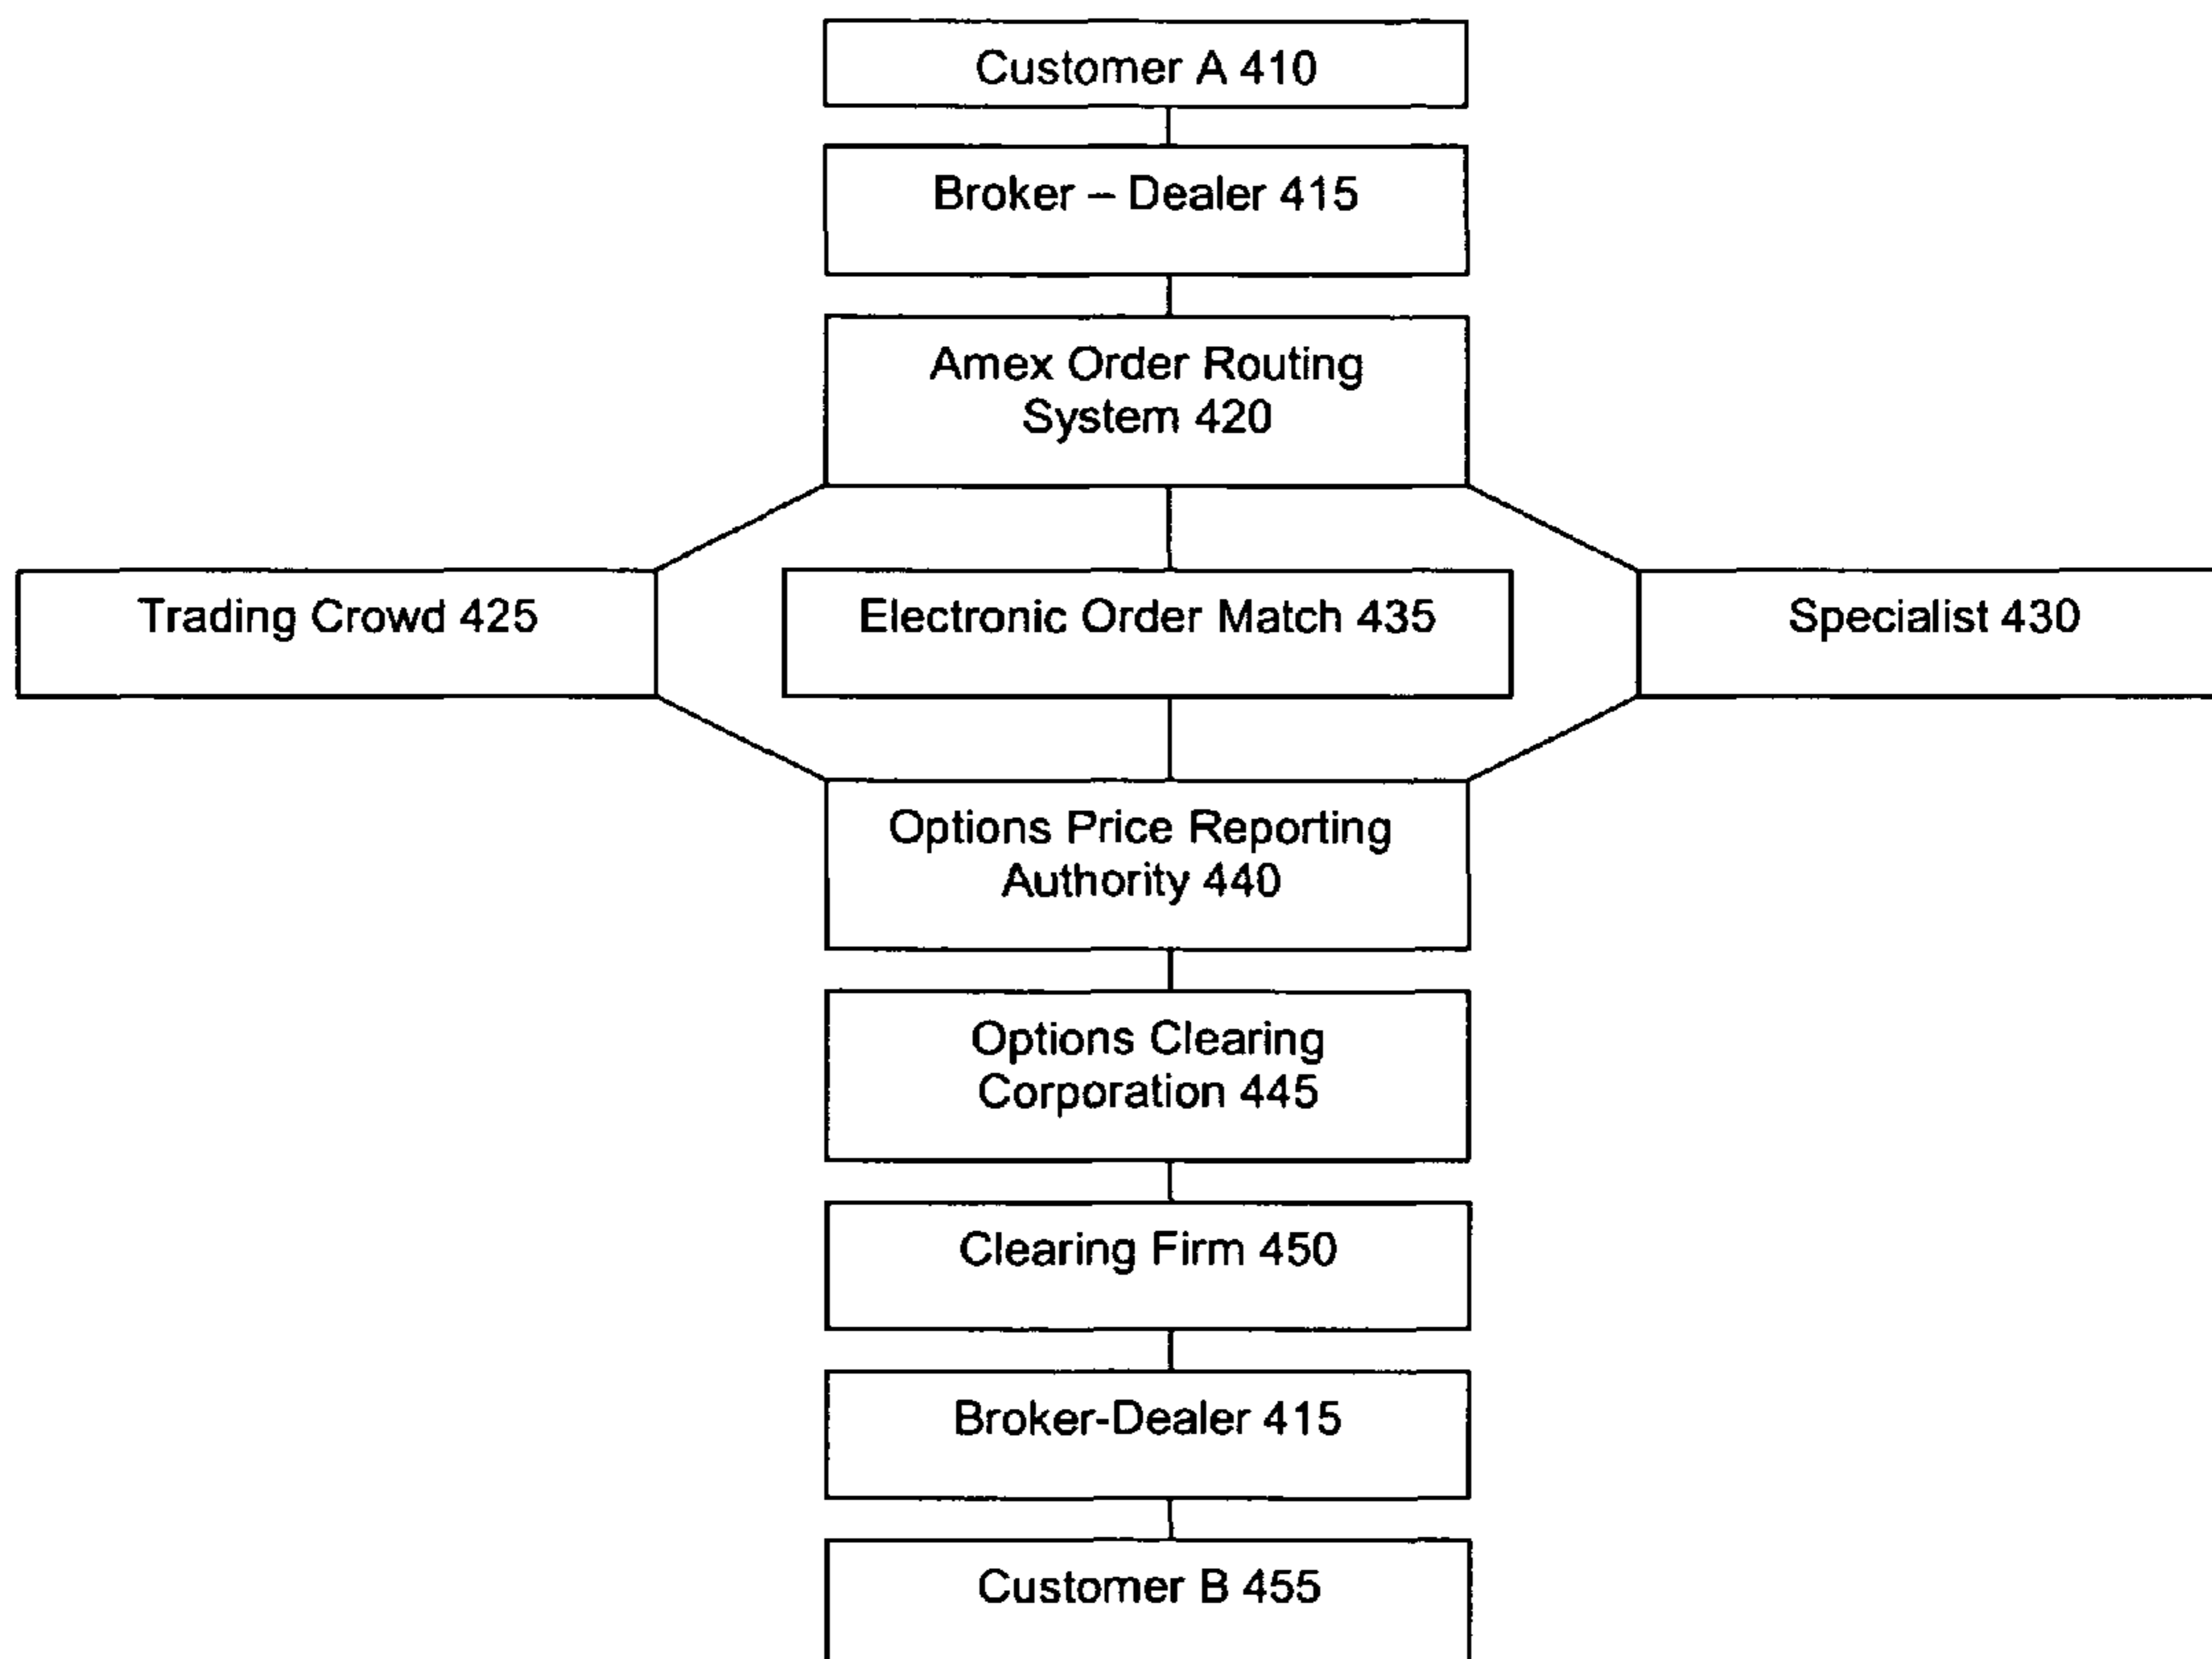 Customer A 410
Broker – Dealer 415
Amex Order Routing
System 420
Trading Crowd 425
Electronic Order Match 435
Specialist 430
Options Price Reporting
Authority 440
Options Clearing
Corporation 445
Clearing Firm 450
Broker-Dealer 415
Customer B 455